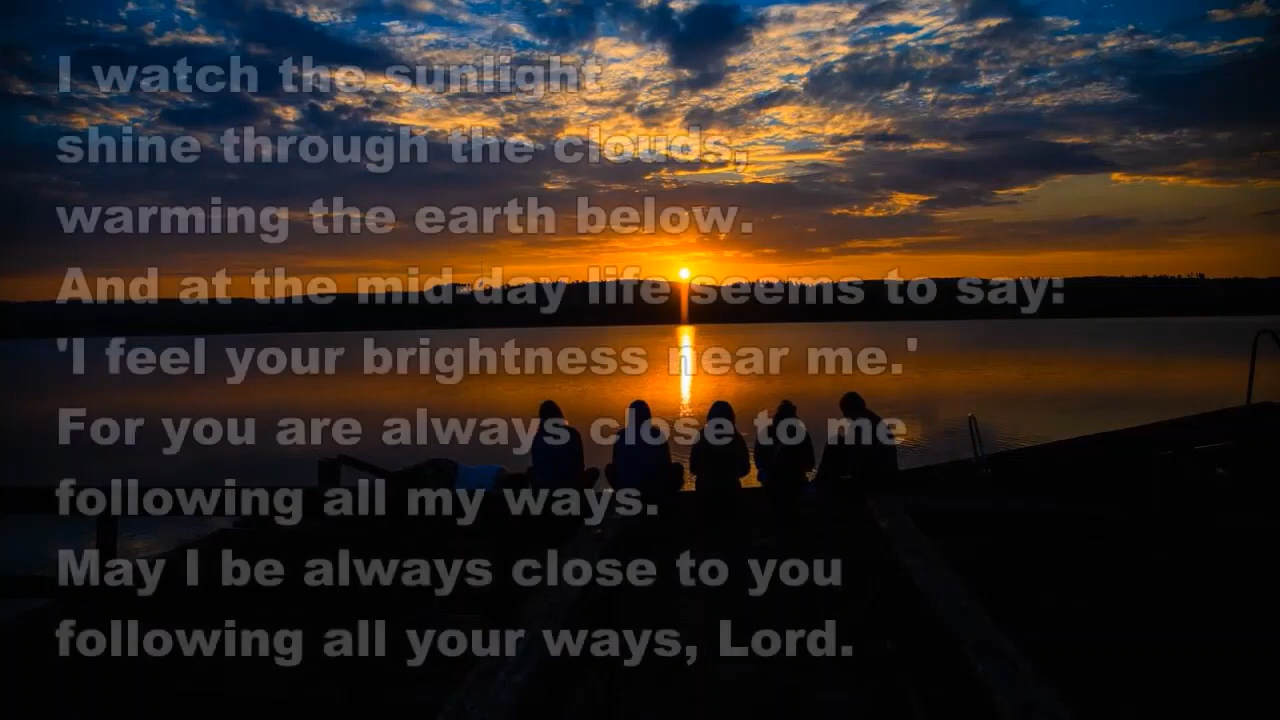 I watch the sunlight
shine through the clouds,
warming the earth below.
And at the mid-day life seems to say:
'I feel your brightness near me.'
For you are always close to me
following all my ways.
May I be always close to you
following all your ways, Lord.